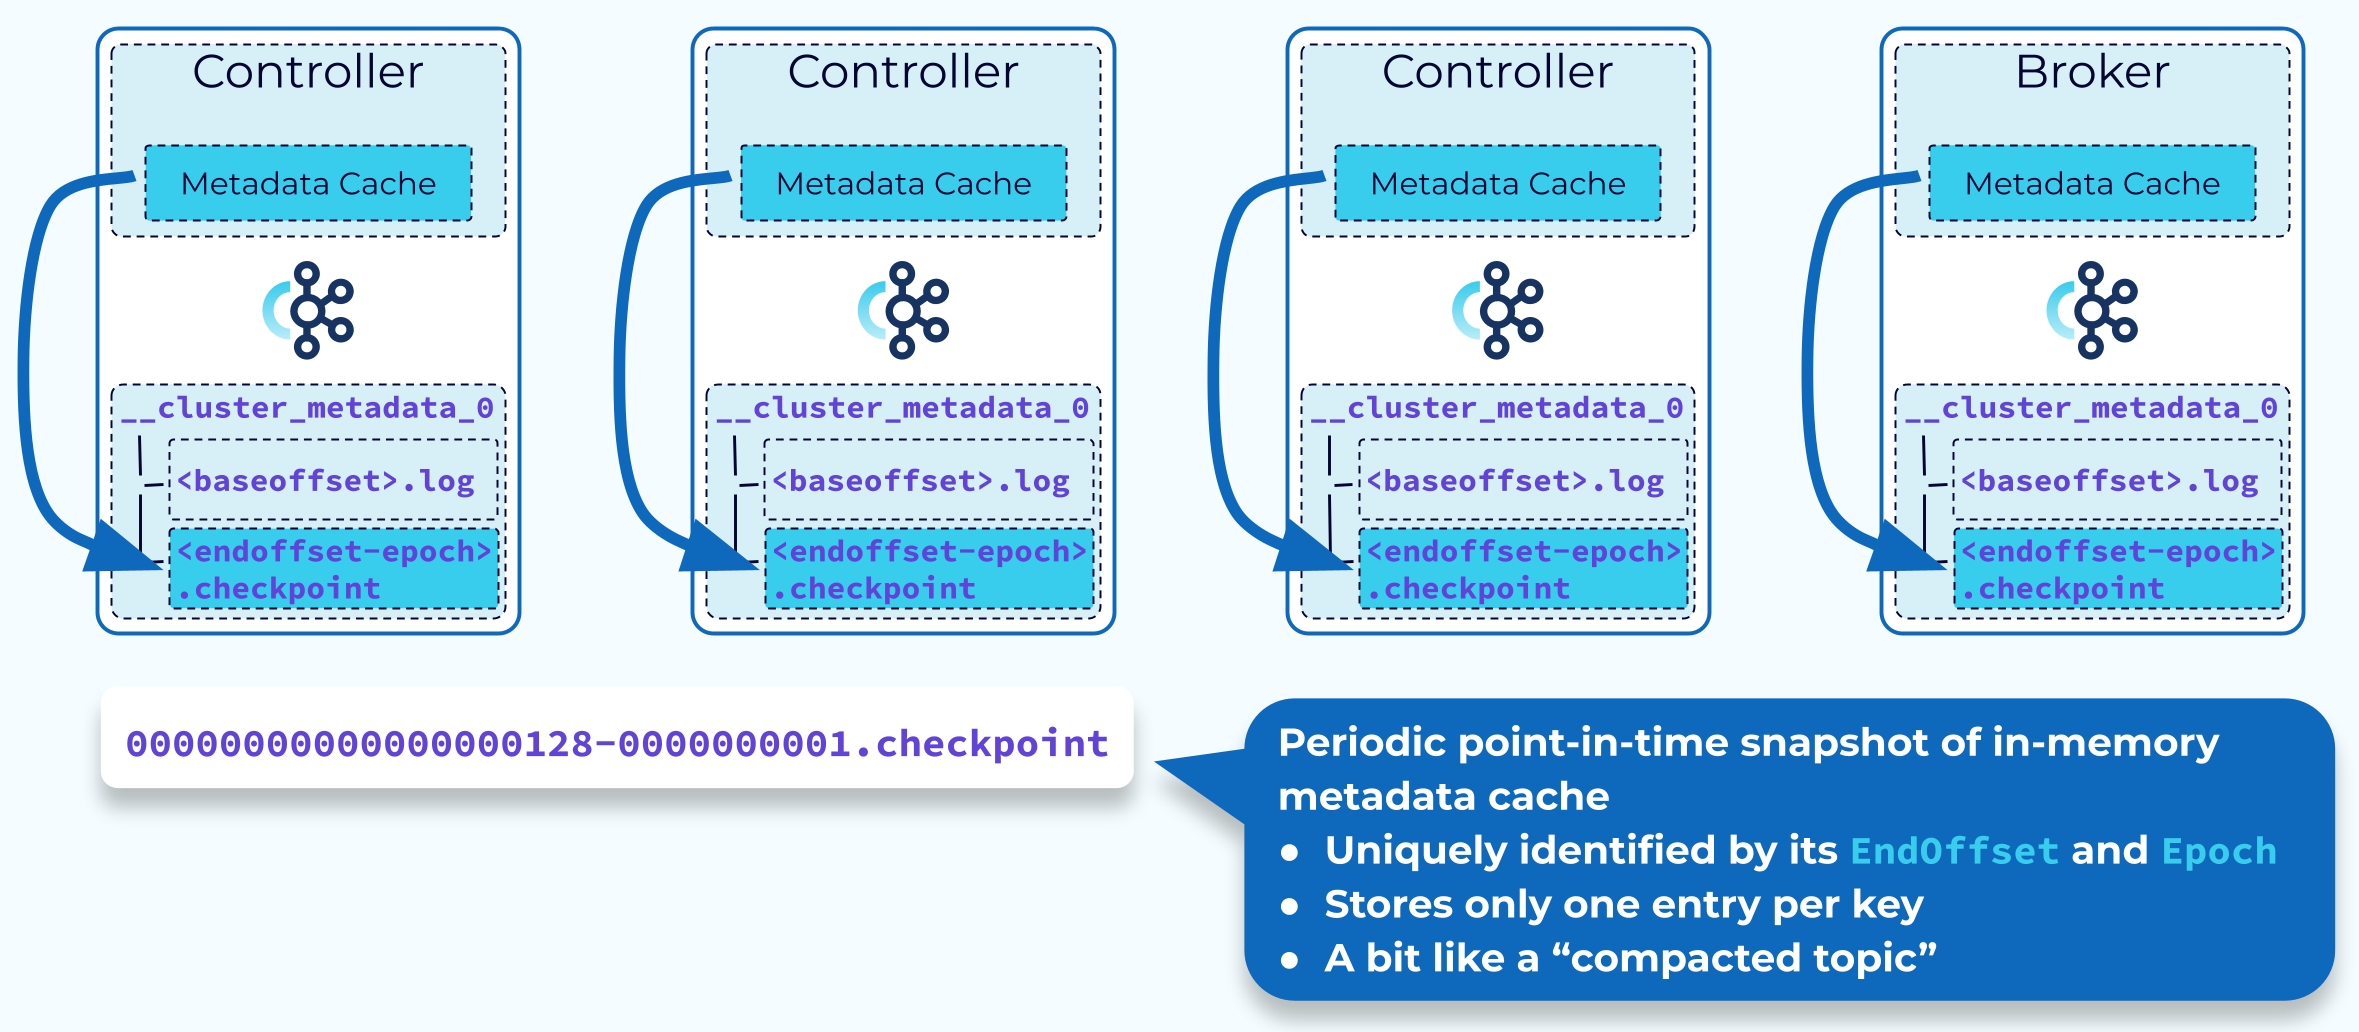 Controller
Metadata Cache
__cluster_metadata_0
<baseoffset>.log
<endoffset-epoch>
.checkpoint
Controller
Metadata Cache
__cluster_metadata_0
<baseoffset>.log
<endoffset-epoch>
.checkpoint
Controller
Metadata Cache
__cluster_metadata_0
<baseoffset>.log
<endoffset-epoch>
.checkpoint
Broker
Metadata Cache
__cluster_metadata_0
<baseoffset>.log
<endoffset-epoch>
.checkpoint
00000000000000000128-0000000001.checkpoint
Periodic point-in-time snapshot of in-memory
metadata cache
● Uniquely identified by its EndOffset and Epoch
● Stores only one entry per key
● A bit like a “compacted topic”